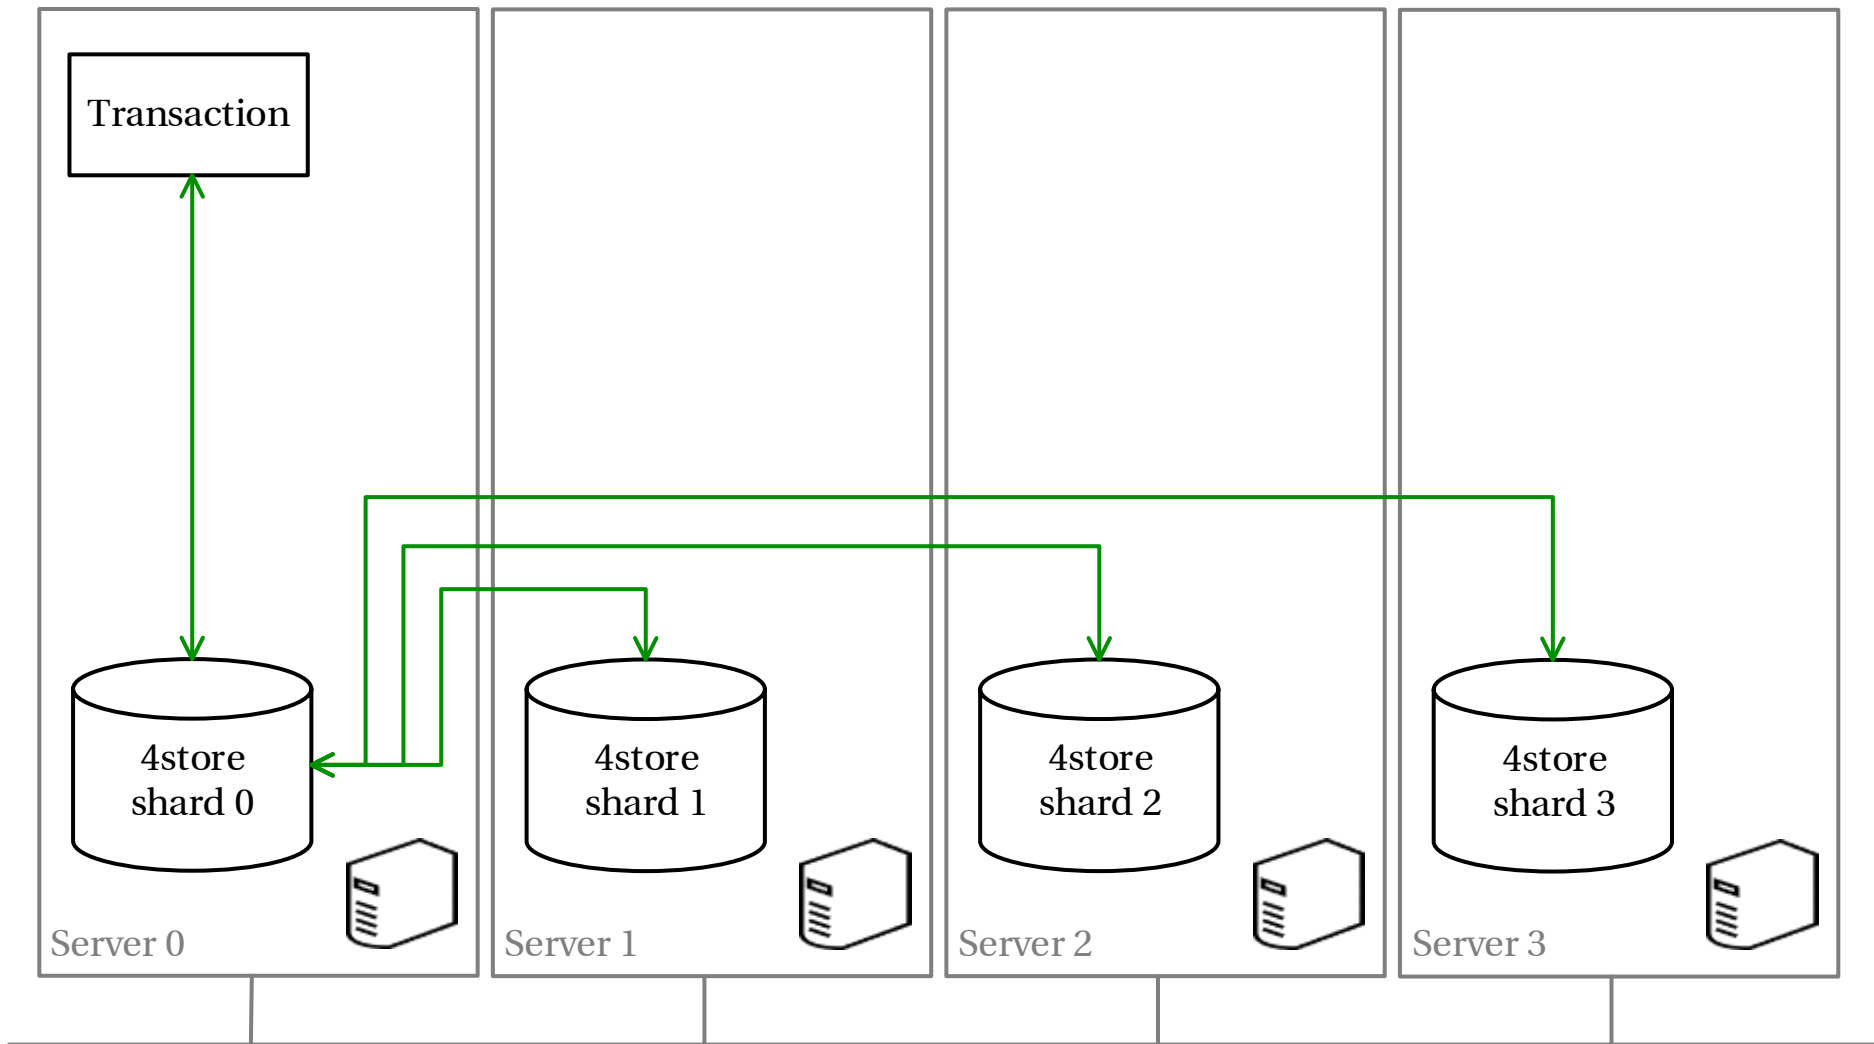 Transaction
4store
shard 0
4store
shard 1
4store
shard 2
4store
shard 3
Server 0
Server 1
Server 2
Server 3